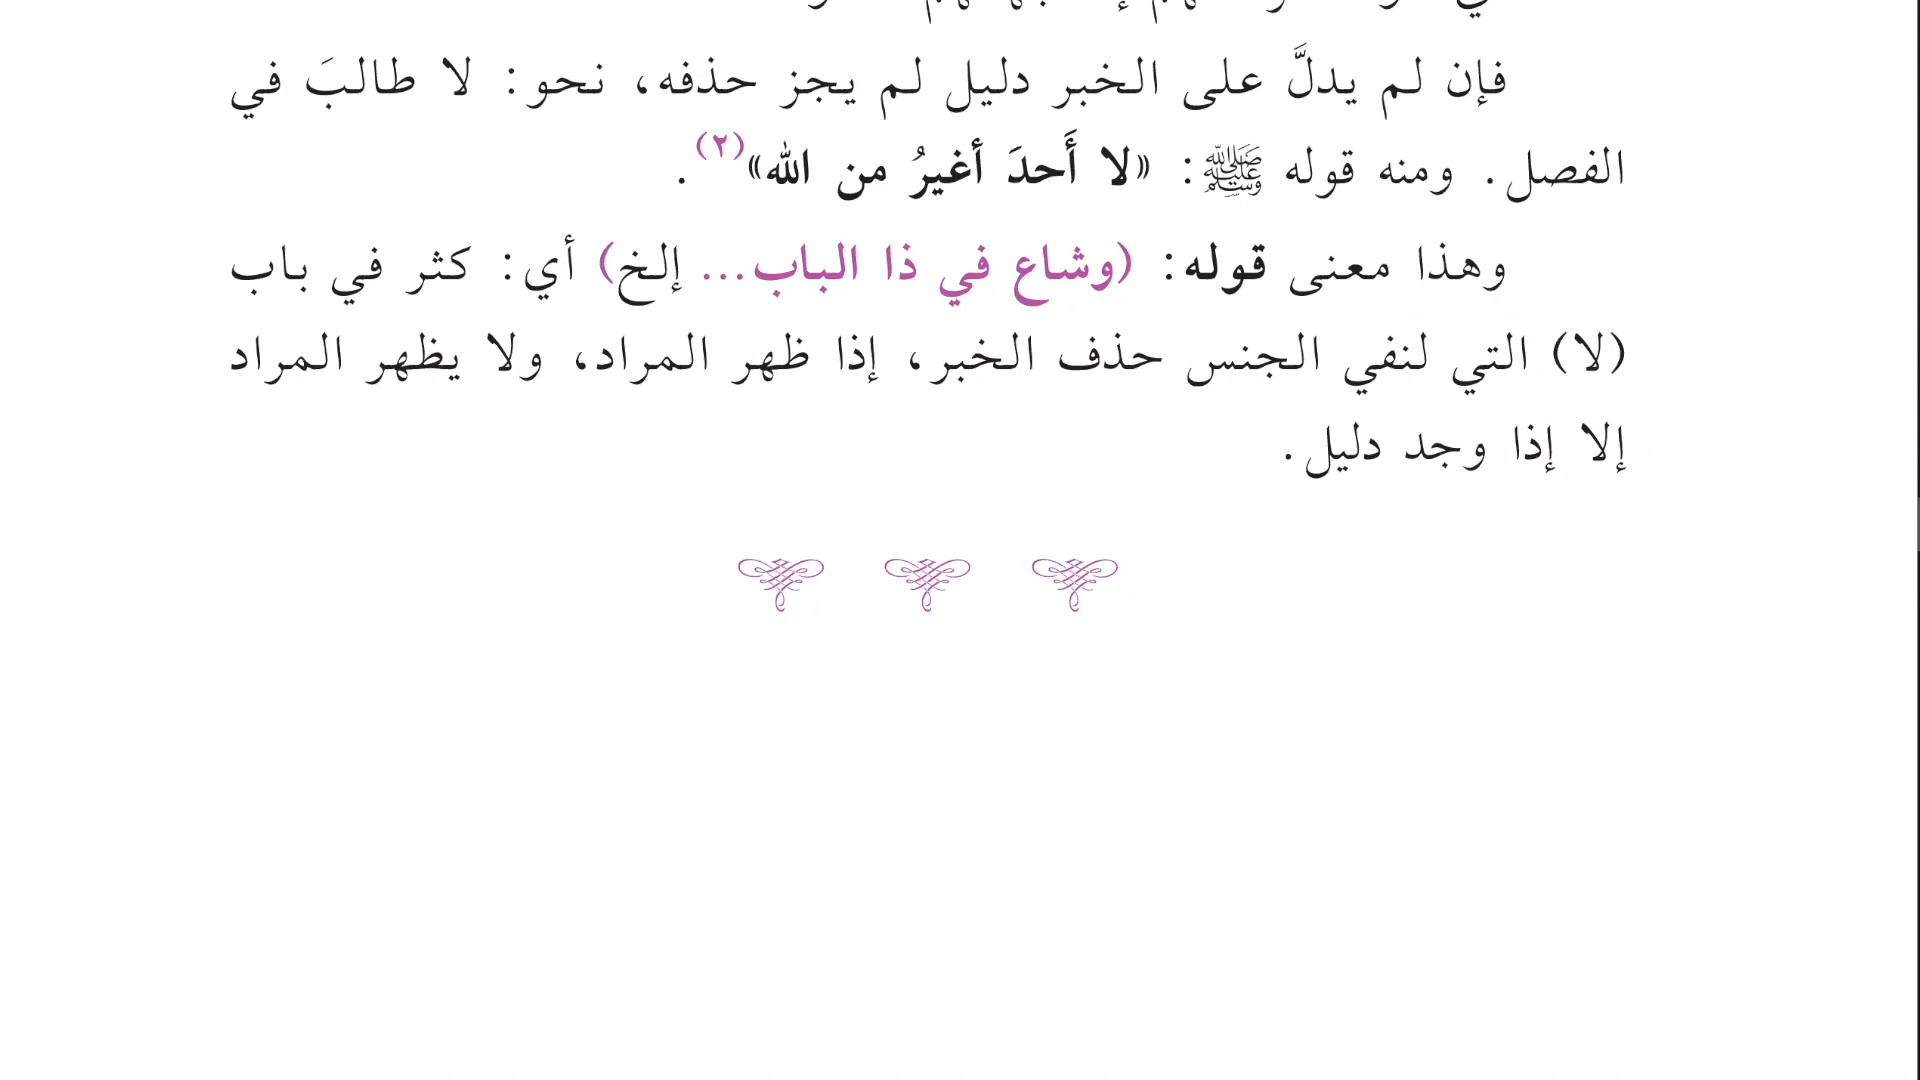 فإن لم يدلَّ على الخبر دليل لم يجز حذفه، نحو: لا طالبَ في
الفصل. ومنه قوله ﷺ: «لا أَحدَ أغيرُ من الله»(٢).
وهذا معنى قوله: (وشاع في ذا الباب... إلخ) أي: كثر في باب
(لا) التي لنفي الجنس حذف الخبر، إذا ظهر المراد، ولا يظهر المراد
إلا إذا وجد دليل.